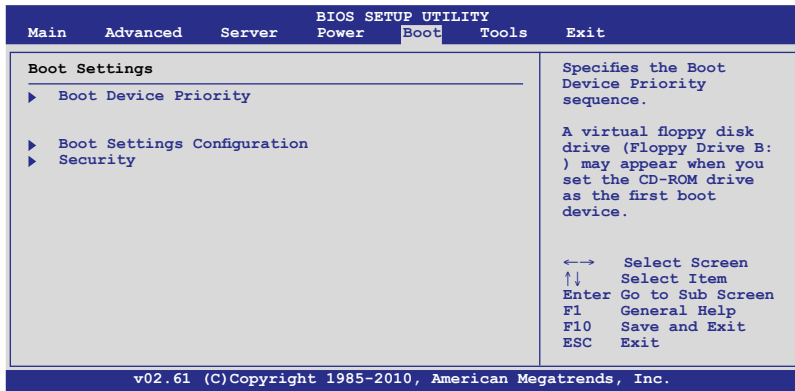 BIOS SETUP UTILITY
Main Advanced Server Power Boot Tools Exit
Boot Settings
Boot Device Priority
Boot Settings Configuration
Security
Specifies the Boot
Device Priority
sequence.
A virtual floppy disk
drive (Floppy Drive B:
) may appear when you
set the CD-ROM drive
as the first boot
device.
←→ Select Screen
↑↓ Select Item
Enter Go to Sub Screen
F1 General Help
F10 Save and Exit
ESC Exit
v02.61 (C)Copyright 1985-2010, American Megatrends, Inc.